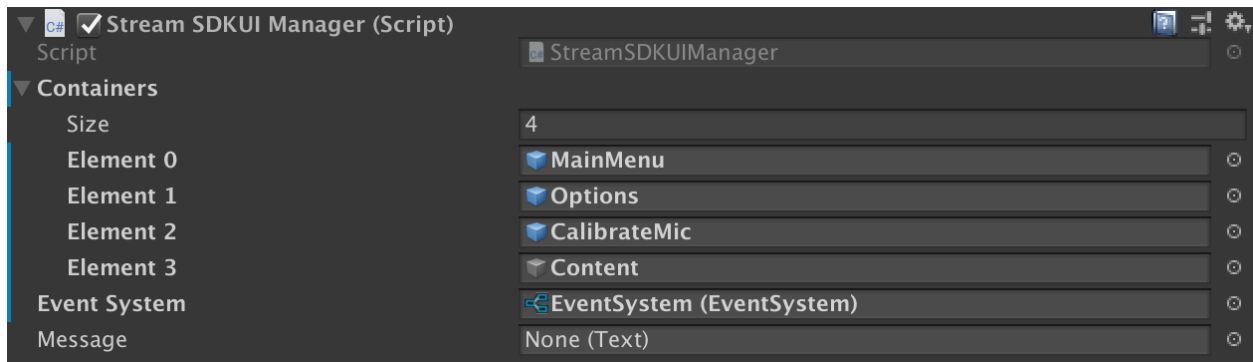 Stream SDKUI Manager (Script)
Script StreamSDKUIManager
Containers
Size 4
Element 0 MainMenu
Element 1 Options
Element 2 CalibrateMic
Element 3 Content
Event System EventSystem (EventSystem)
Message None (Text)